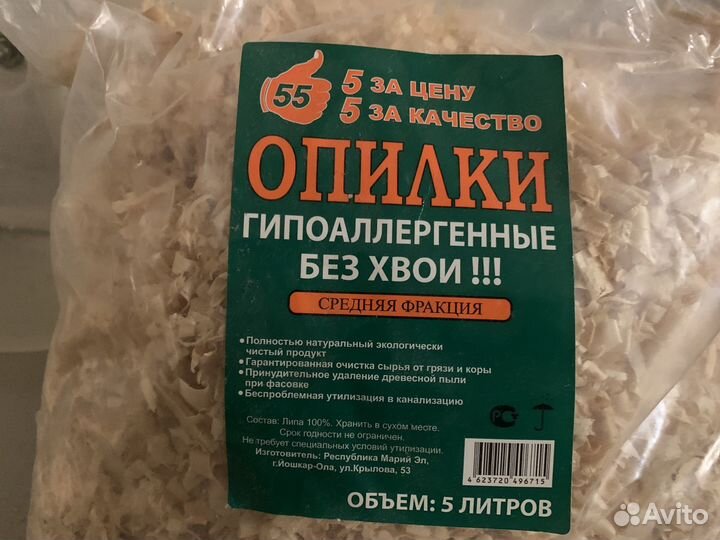 55
5 ЗА ЦЕНУ
5 ЗА КАЧЕСТВО
ОПИЛКИ
ГИПОАЛЛЕРГЕННЫЕ
БЕЗ ХВОИ !!!
СРЕДНЯЯ ФРАКЦИЯ
•Полностью натуральный экологически
чистый продукт
•Гарантированная очистка сырья от грязи и коры
•Принудительное удаление древесной пыли
при фасовке
•Беспроблемная утилизация в канализацию
Состав: Липа 100%. Хранить в сухом месте.
Срок годности не ограничен.
Не требует специальных условий утилизации.
Изготовитель: Республика Марий Эл,
г.Йошкар-Ола, ул.Крылова, 53
4 623720 496715
ОБЪЕМ: 5 ЛИТРОВ
Avito